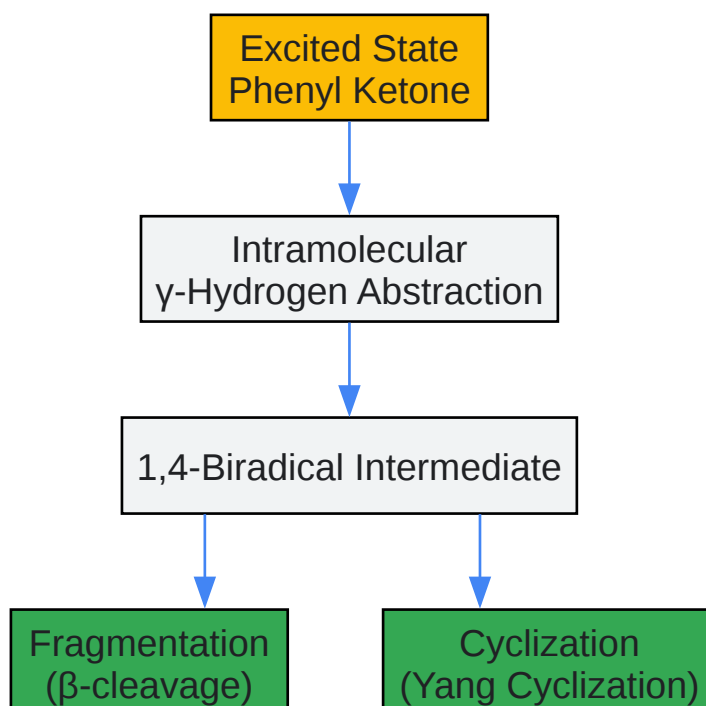 Excited State
Phenyl Ketone
Intramolecular
γ-Hydrogen Abstraction
1,4-Biradical Intermediate
Fragmentation
(β-cleavage)
Cyclization
(Yang Cyclization)